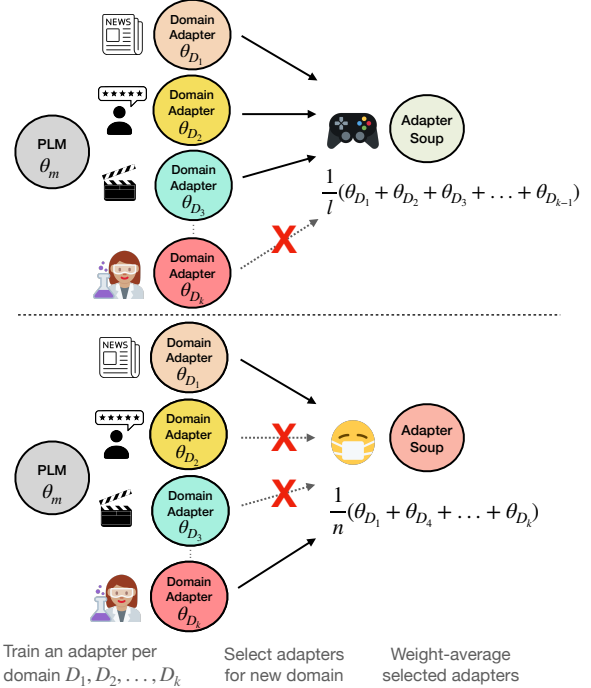 NEWS
Domain
Adapter
θ_{D_1}
Domain
Adapter
θ_{D_2}
PLM
θ_m
Adapter
Soup
Domain
Adapter
θ_{D_3}
\frac{1}{l}(θ_{D_1} + θ_{D_2} + θ_{D_3} + … + θ_{D_{k-1}})
X
Domain
Adapter
θ_{D_k}
NEWS
Domain
Adapter
θ_{D_1}
Domain
Adapter
θ_{D_2}
X
Adapter
Soup
PLM
θ_m
Domain
Adapter
θ_{D_3}
X
\frac{1}{n}(θ_{D_1} + θ_{D_4} + … + θ_{D_k})
Domain
Adapter
θ_{D_k}
Train an adapter per
domain D_1, D_2, …, D_k
Select adapters
for new domain
Weight-average
selected adapters